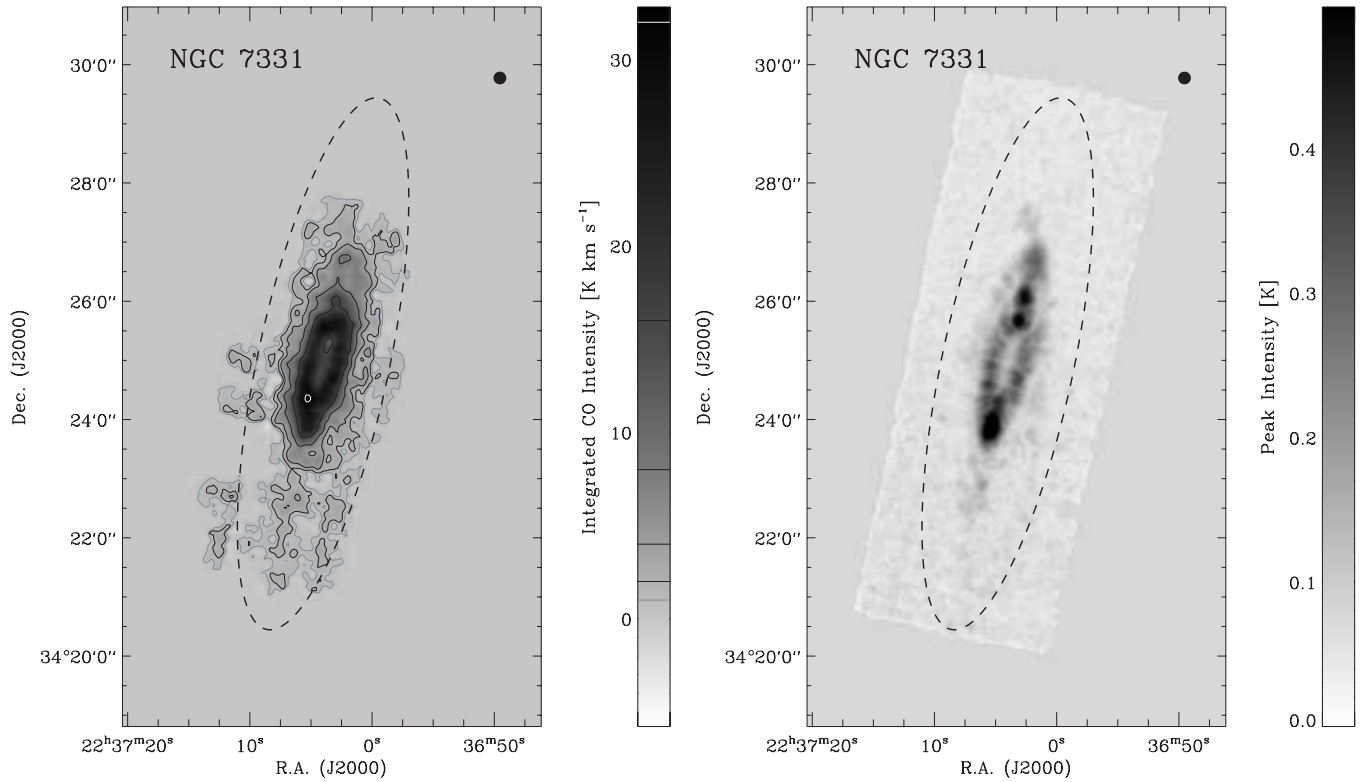 NGC 7331
30'0''
28'0''
26'0''
24'0''
22'0''
34°20'0''
Dec. (J2000)
22ʰ37ᵐ20ˢ
10ˢ
0ˢ
36ᵐ50ˢ
R.A. (J2000)
30
20
10
0
Integrated CO Intensity [K km s⁻¹]
NGC 7331
30'0''
28'0''
26'0''
24'0''
22'0''
34°20'0''
Dec. (J2000)
22ʰ37ᵐ20ˢ
10ˢ
0ˢ
36ᵐ50ˢ
R.A. (J2000)
0.4
0.3
0.2
0.1
0.0
Peak Intensity [K]